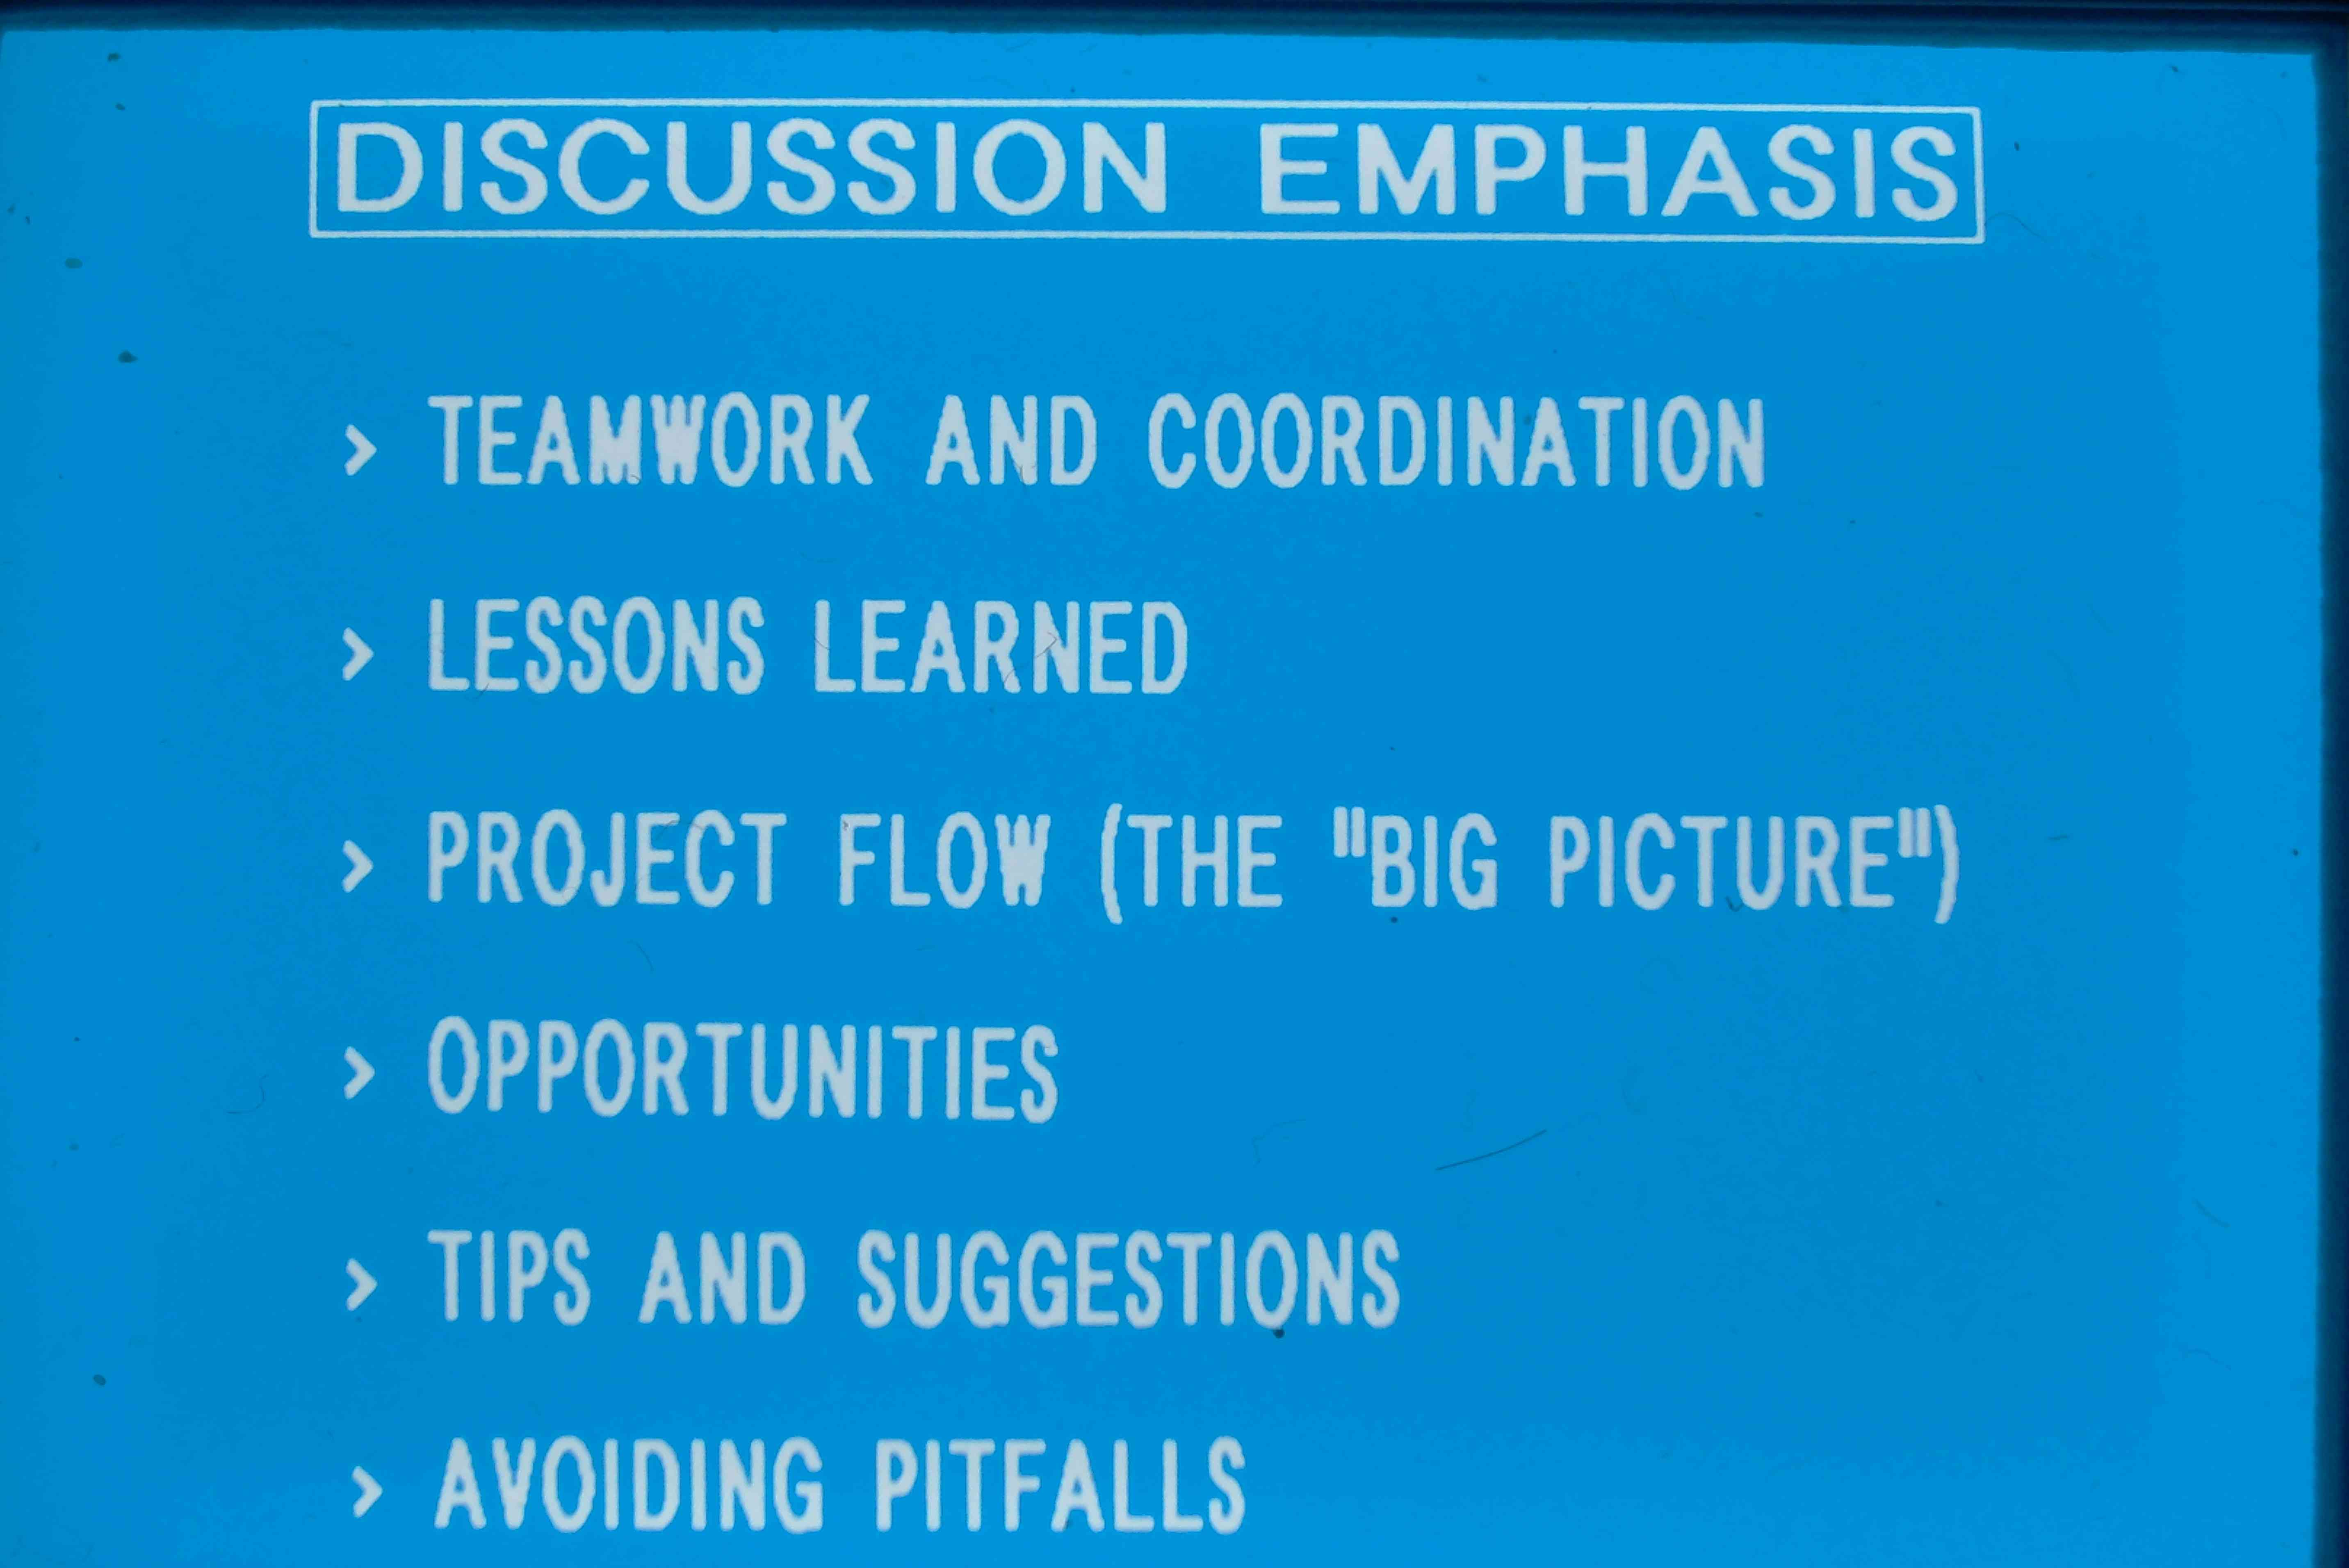 DISCUSSION EMPHASIS
> TEAMWORK AND COORDINATION
> LESSONS LEARNED
> PROJECT FLOW (THE "BIG PICTURE")
> OPPORTUNITIES
> TIPS AND SUGGESTIONS
> AVOIDING PITFALLS